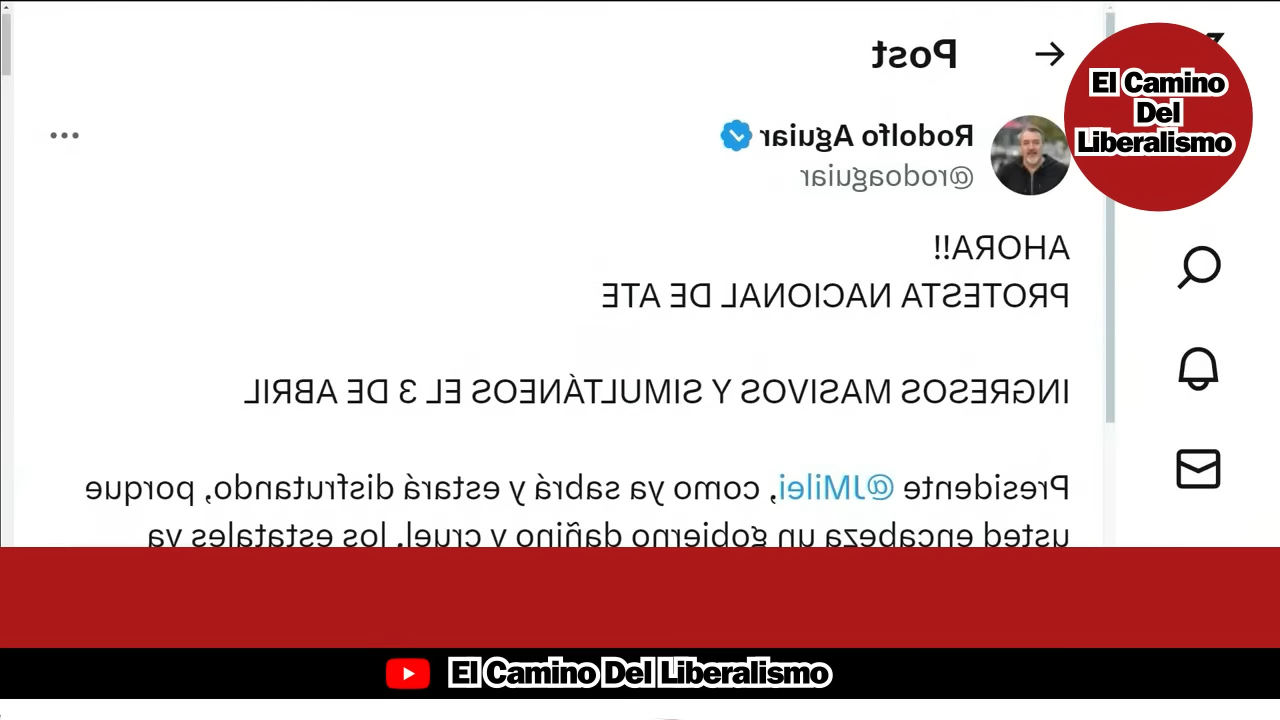 Post
Rodolfo Aguiar
@rodoaguiar
AHORA!!
PROTESTA NACIONAL DE ATE
INGRESOS MASIVOS Y SIMULTÁNEOS EL 3 DE ABRIL
Presidente @JMilei, como ya sabrá y estará disfrutando, porque
usted encabeza un gobierno dañino y cruel, los estatales ya
El Camino
Del
Liberalismo
El Camino Del Liberalismo